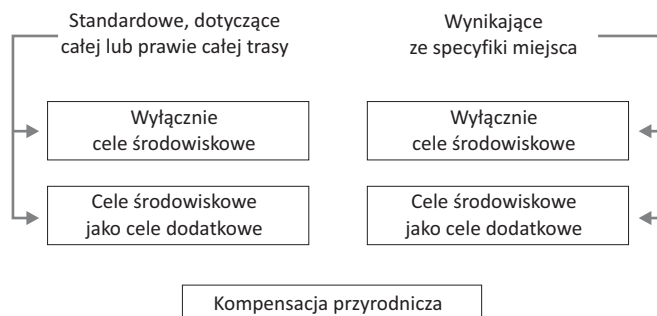 Standardowe, dotyczące
całej lub prawie całej trasy
Wynikające
ze specyfiki miejsca
Wyłącznie
cele środowiskowe
Wyłącznie
cele środowiskowe
Cele środowiskowe
jako cele dodatkowe
Cele środowiskowe
jako cele dodatkowe
Kompensacja przyrodnicza